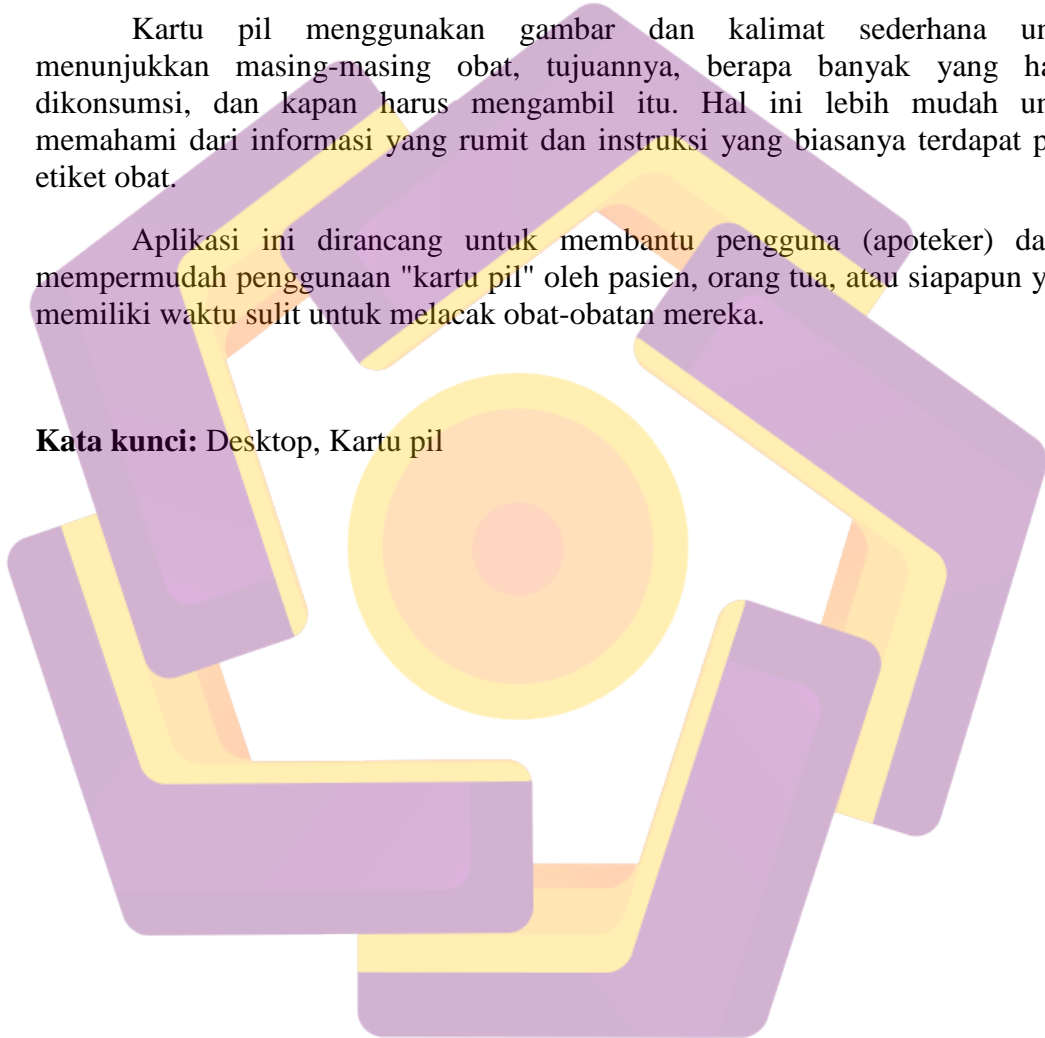 Kartu pil menggunakan gambar dan kalimat sederhana un
menunjukkan masing-masing obat, tujuannya, berapa banyak yang ha
dikonsumsi, dan kapan harus mengambil itu. Hal ini lebih mudah un
memahami dari informasi yang rumit dan instruksi yang biasanya terdapat p
etiket obat.
Aplikasi ini dirancang untuk membantu pengguna (apoteker) da
mempermudah penggunaan "kartu pil" oleh pasien, orang tua, atau siapapun y
memiliki waktu sulit untuk melacak obat-obatan mereka.
Kata kunci: Desktop, Kartu pil